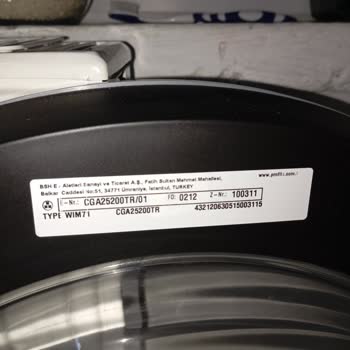 BSH E Aletleri Sanayi ve Ticaret A.Ş., Fatih Sultan Mehmet Mahallesi,
Balkan Caddesi No:51, 34771 Ümraniye, İstanbul, TURKEY
www.profilo.com.tr
E-Nr.: CGA25200TR/01 FD: 0212 Z-Nr.: 100311
TYPE WIM71 CGA25200TR 432120630515003115